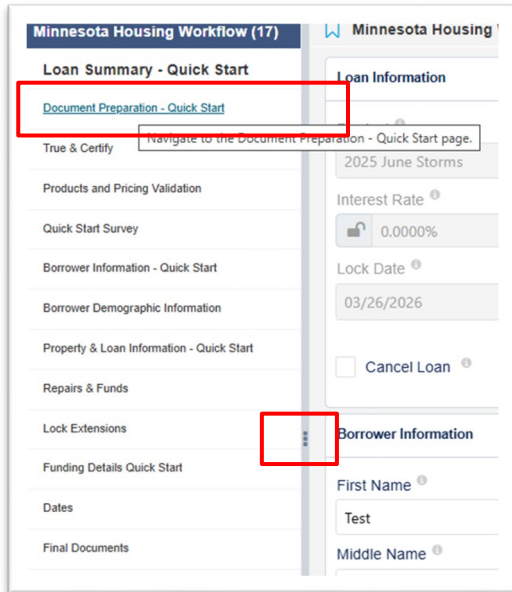 Minnesota Housing Workflow (17)
Loan Summary - Quick Start
Document Preparation - Quick Start
Navigate to the Document Preparation - Quick Start page.
True & Certify
Products and Pricing Validation
Quick Start Survey
Borrower Information - Quick Start
Borrower Demographic Information
Property & Loan Information - Quick Start
Repairs & Funds
Lock Extensions
Funding Details Quick Start
Dates
Final Documents
Minnesota Housing
Loan Information
2025 June Storms
Interest Rate
0.0000%
Lock Date
03/26/2026
Cancel Loan
Borrower Information
First Name
Test
Middle Name